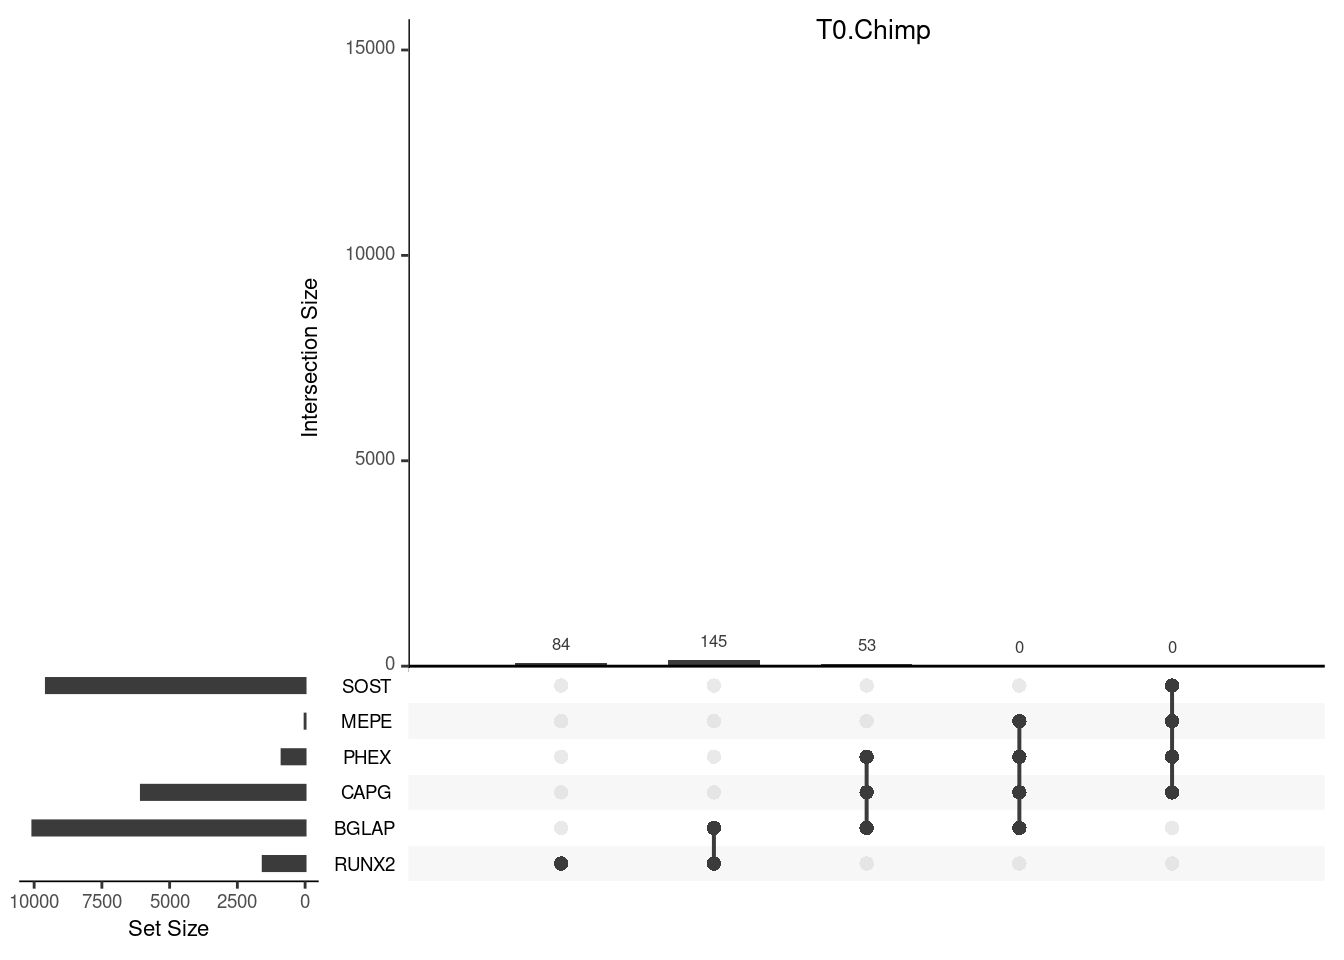 T0.Chimp
15000
10000
5000
0
Intersection Size
84
145
53
0
0
SOST
MEPE
PHEX
CAPG
BGLAP
RUNX2
10000 7500 5000 2500 0
Set Size